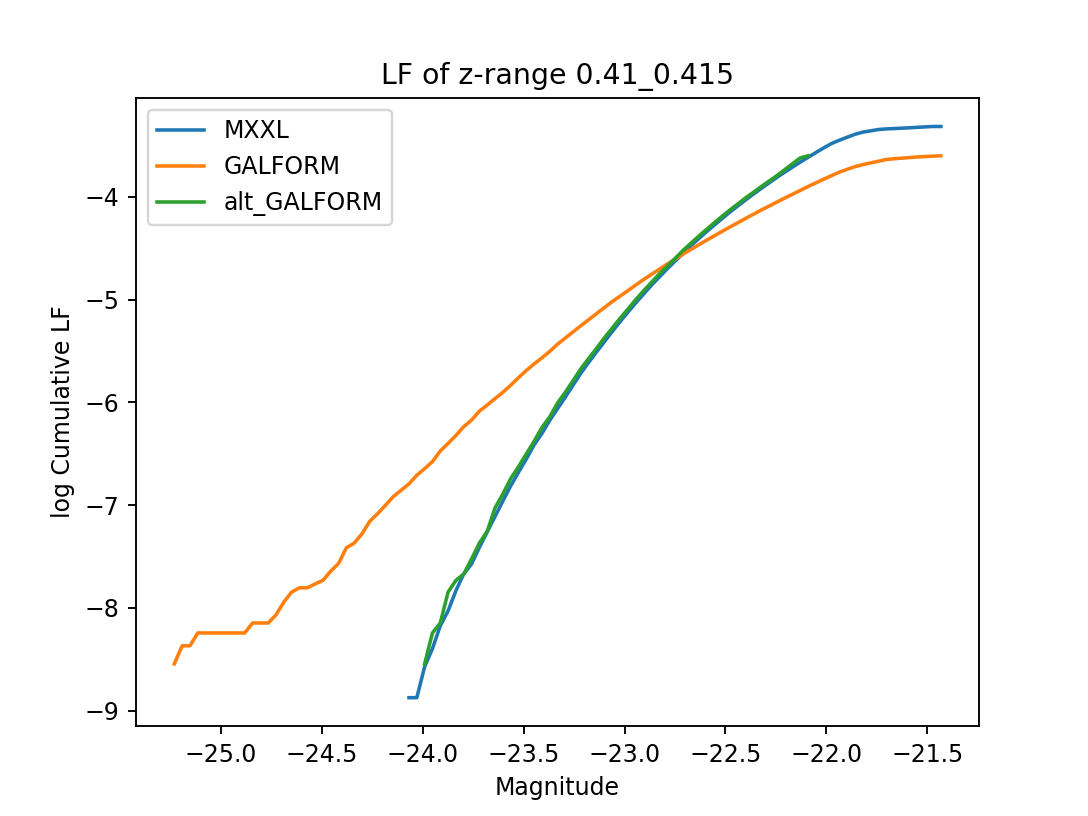 LF of z-range 0.41_0.415
MXXL
GALFORM
alt_GALFORM
log Cumulative LF
−4
−5
−6
−7
−8
−9
−25.0 −24.5 −24.0 −23.5 −23.0 −22.5 −22.0 −21.5
Magnitude